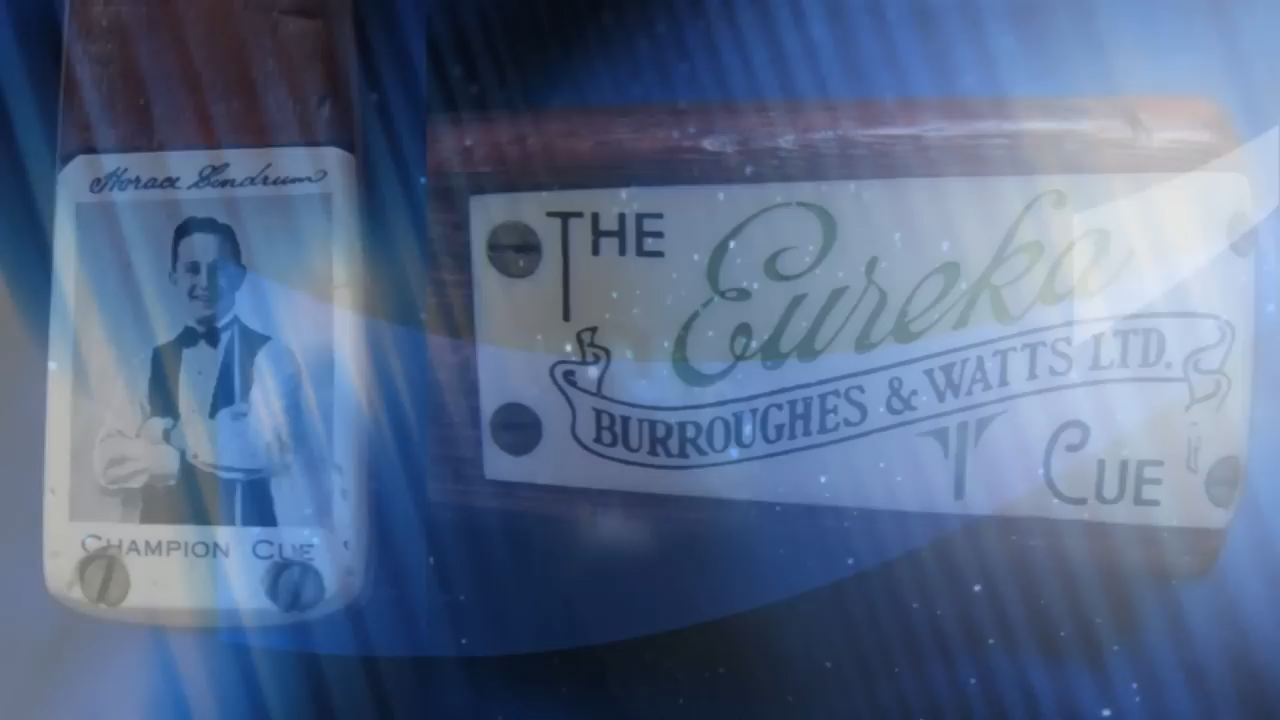 Horace Lindrum
CHAMPION CUE
THE Eureka
BURROUGHES & WATTS LTD.
CUE